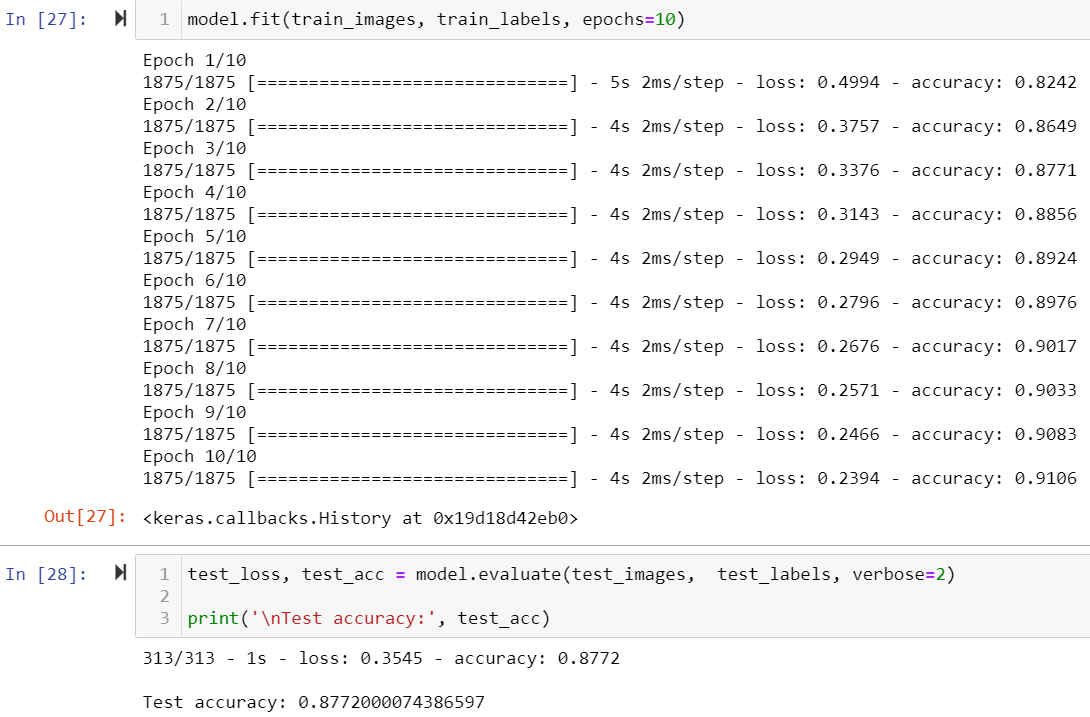 In [27]: 1 model.fit(train_images, train_labels, epochs=10)
Epoch 1/10
1875/1875 [==============================] - 5s 2ms/step - loss: 0.4994 - accuracy: 0.8242
Epoch 2/10
1875/1875 [==============================] - 4s 2ms/step - loss: 0.3757 - accuracy: 0.8649
Epoch 3/10
1875/1875 [==============================] - 4s 2ms/step - loss: 0.3376 - accuracy: 0.8771
Epoch 4/10
1875/1875 [==============================] - 4s 2ms/step - loss: 0.3143 - accuracy: 0.8856
Epoch 5/10
1875/1875 [==============================] - 4s 2ms/step - loss: 0.2949 - accuracy: 0.8924
Epoch 6/10
1875/1875 [==============================] - 4s 2ms/step - loss: 0.2796 - accuracy: 0.8976
Epoch 7/10
1875/1875 [==============================] - 4s 2ms/step - loss: 0.2676 - accuracy: 0.9017
Epoch 8/10
1875/1875 [==============================] - 4s 2ms/step - loss: 0.2571 - accuracy: 0.9033
Epoch 9/10
1875/1875 [==============================] - 4s 2ms/step - loss: 0.2466 - accuracy: 0.9083
Epoch 10/10
1875/1875 [==============================] - 4s 2ms/step - loss: 0.2394 - accuracy: 0.9106
Out[27]: <keras.callbacks.History at 0x19d18d42eb0>
In [28]: 1 test_loss, test_acc = model.evaluate(test_images,  test_labels, verbose=2)
2
3 print('\nTest accuracy:', test_acc)
313/313 - 1s - loss: 0.3545 - accuracy: 0.8772
Test accuracy: 0.8772000074386597